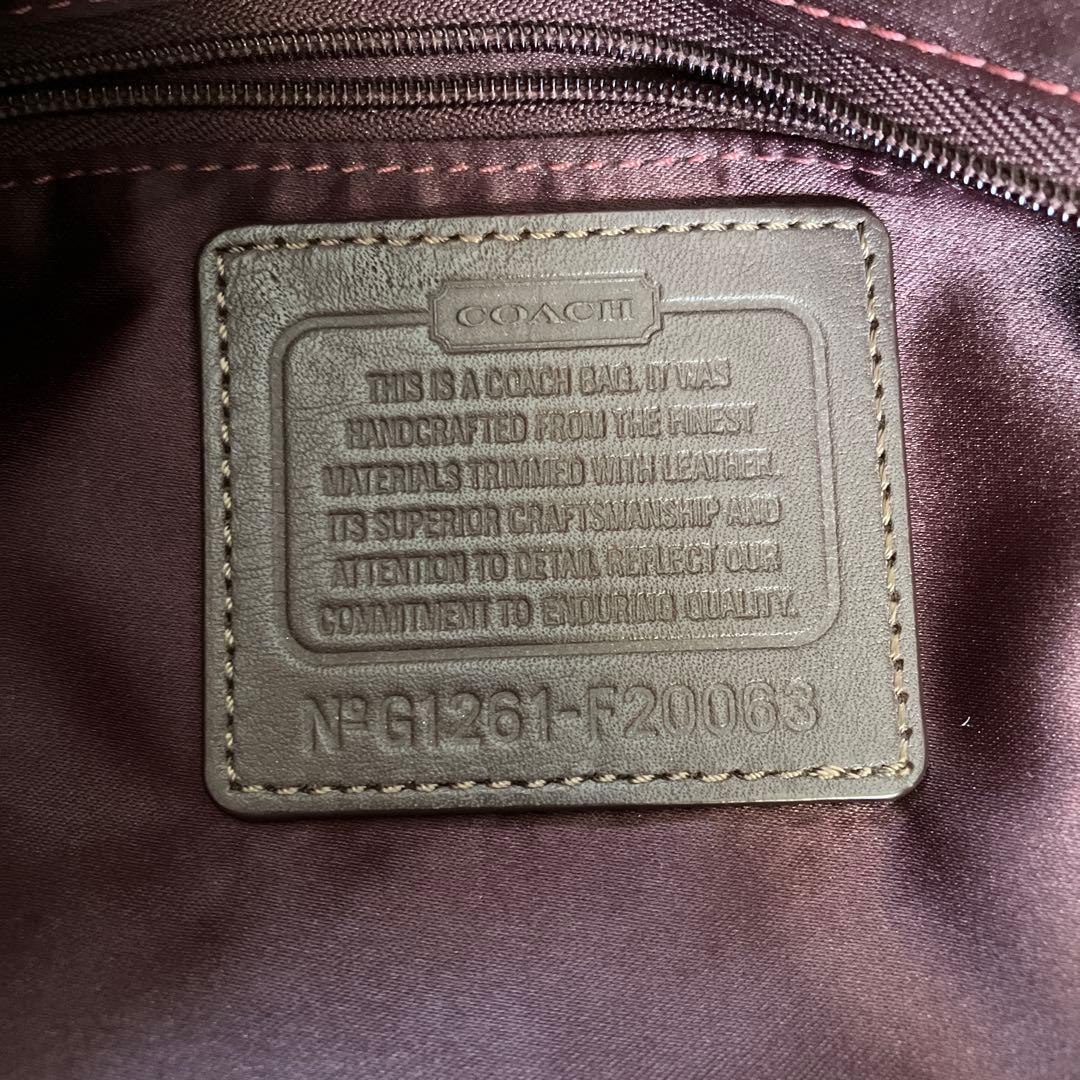 COACH
THIS IS A COACH BAG. IT WAS
HANDCRAFTED FROM THE FINEST
MATERIALS TRIMMED WITH LEATHER.
ITS SUPERIOR CRAFTSMANSHIP AND
ATTENTION TO DETAIL REFLECT OUR
COMMITMENT TO ENDURING QUALITY.
Nº G1261-F20063